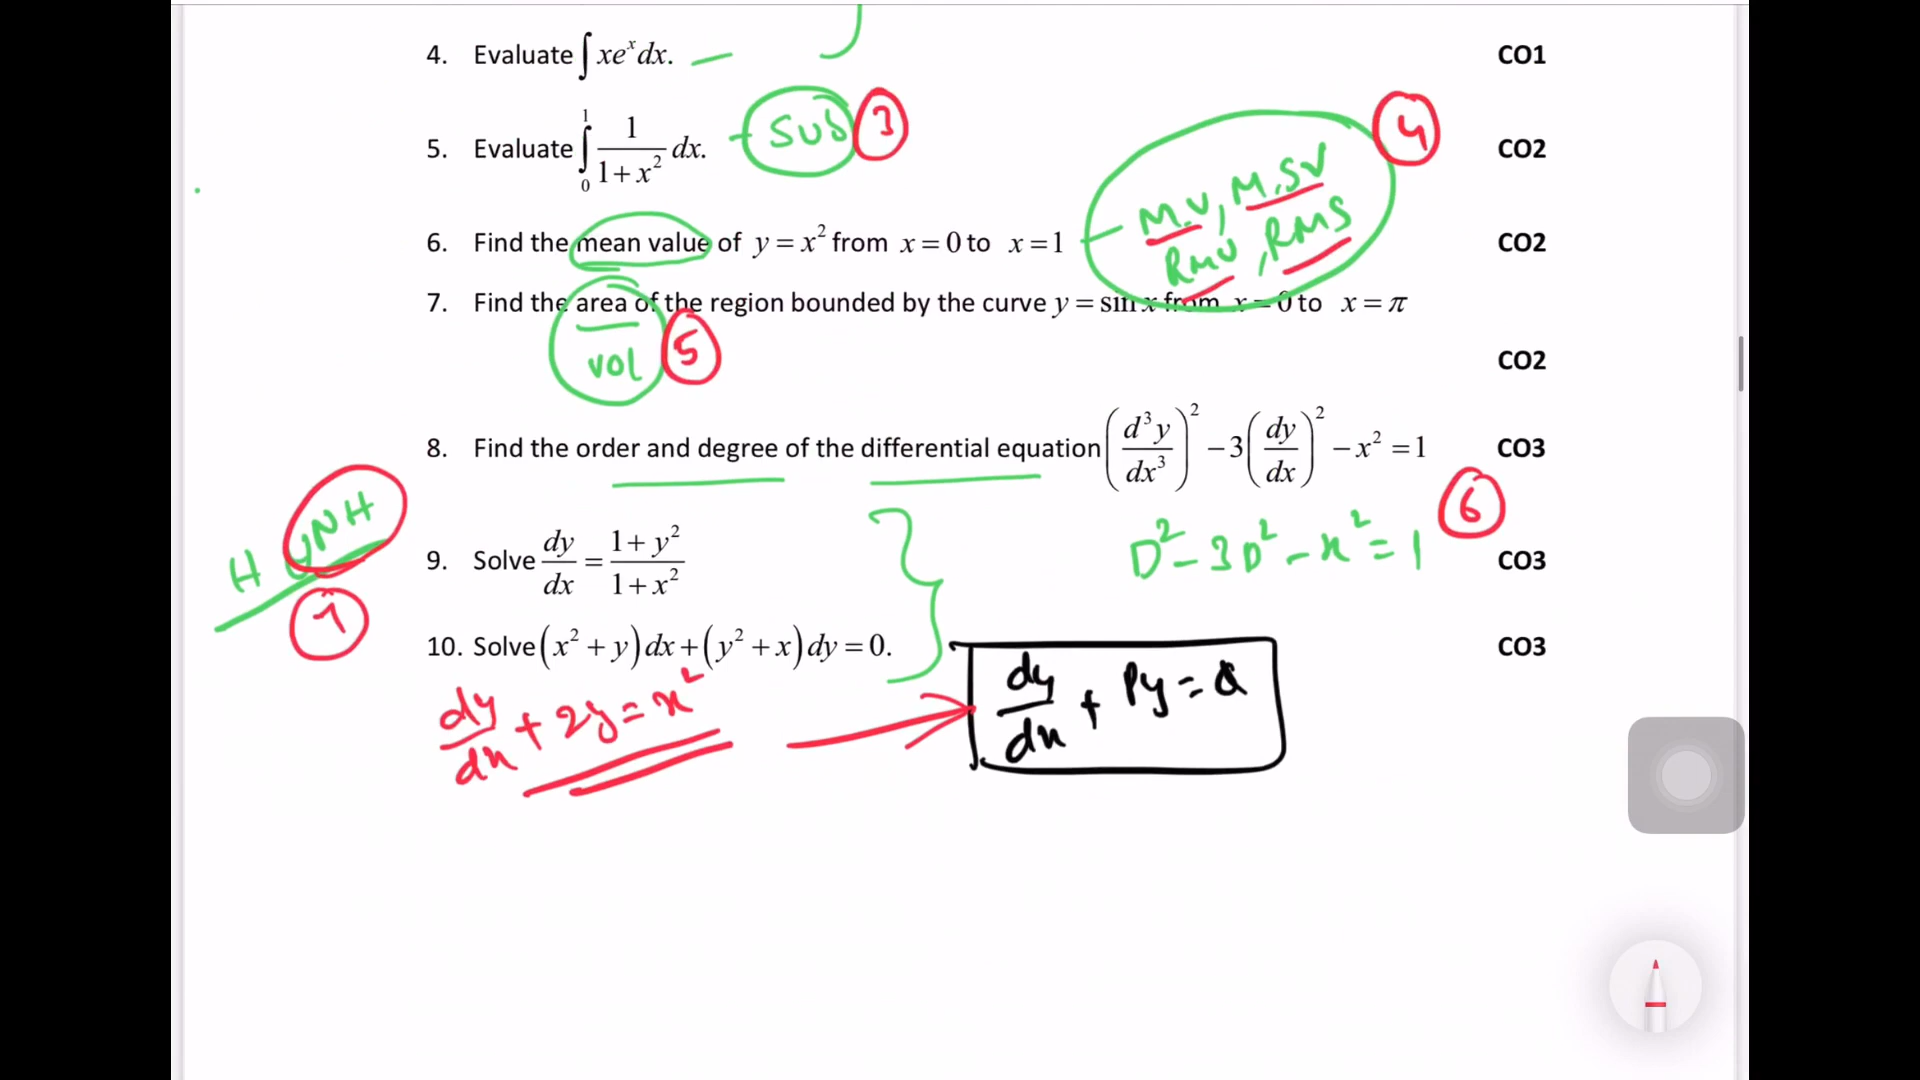 4. Evaluate ∫ xeˣdx. CO1
5. Evaluate ∫₀¹ 1/(1+x²) dx. - SUB 3 CO2
4
6. Find the mean value of y = x² from x = 0 to x = 1 - M.V, M.SV CO2
RMV, RMS
7. Find the area of the region bounded by the curve y = sin x from x = 0 to x = π
vol 5 CO2
8. Find the order and degree of the differential equation (d³y/dx³)² − 3(dy/dx)² − x² = 1 CO3
6
H NH
D² − 3D² − x² = 1
9. Solve dy/dx = (1+y²)/(1+x²) CO3
7
10. Solve (x² + y)dx + (y² + x)dy = 0. CO3
dy/dx + 2y = x²
dy/dx + Py = Q